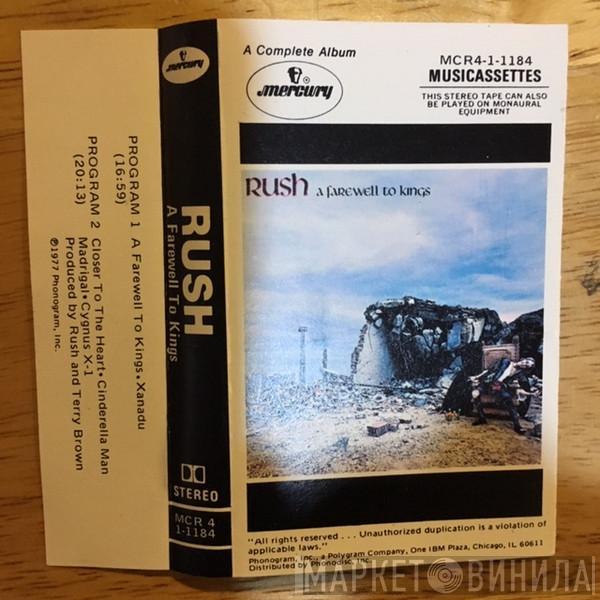 PROGRAM 1 A Farewell To Kings • Xanadu
(16:59)
PROGRAM 2 Closer To The Heart • Cinderella Man
(20:13) Madrigal • Cygnus X-1
Produced by Rush and Terry Brown
℗1977 Phonogram, Inc.
mercury
RUSH
A Farewell To Kings
STEREO
MCR 4
1-1184
A Complete Album
mercury
MCR4-1-1184
MUSICASSETTES
THIS STEREO TAPE CAN ALSO
BE PLAYED ON MONAURAL
EQUIPMENT
Rush a farewell to kings
"All rights reserved . . . Unauthorized duplication is a violation of
applicable laws."
Phonogram, Inc., a Polygram Company, One IBM Plaza, Chicago, IL 60611
Distributed by Phonodisc, Inc.
МАРКЕТ ВИНИЛА